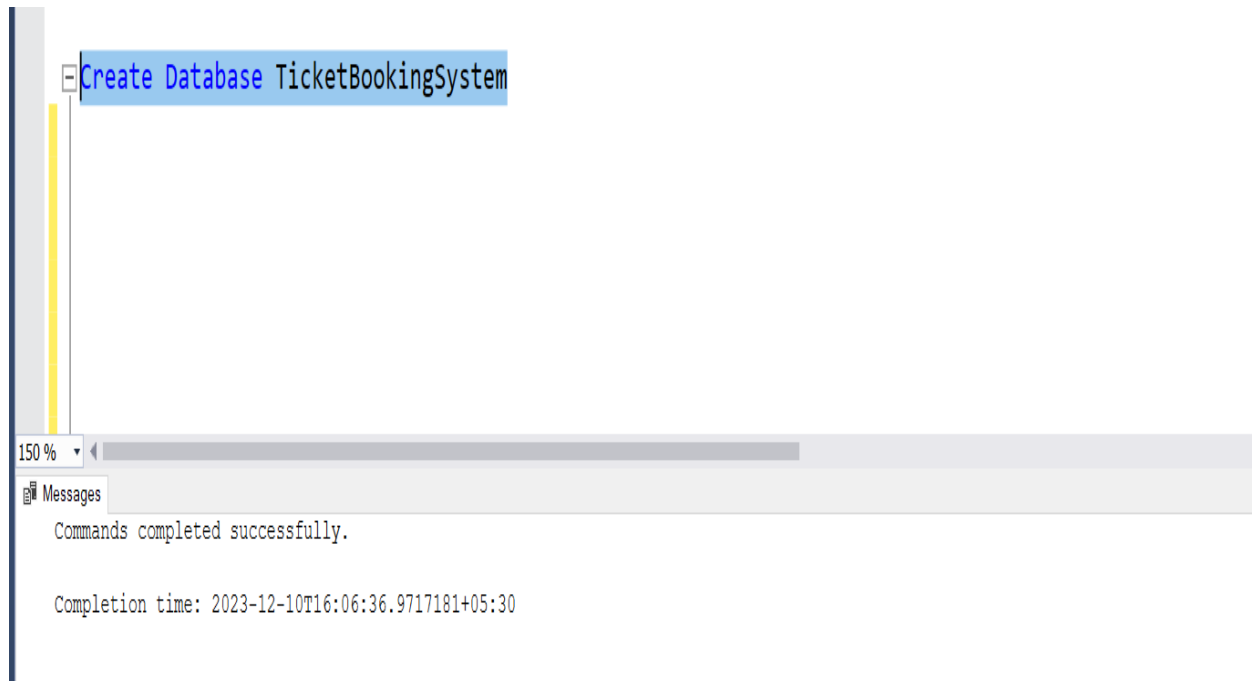 Create Database TicketBookingSystem
150 %
Messages
Commands completed successfully.
Completion time: 2023-12-10T16:06:36.9717181+05:30